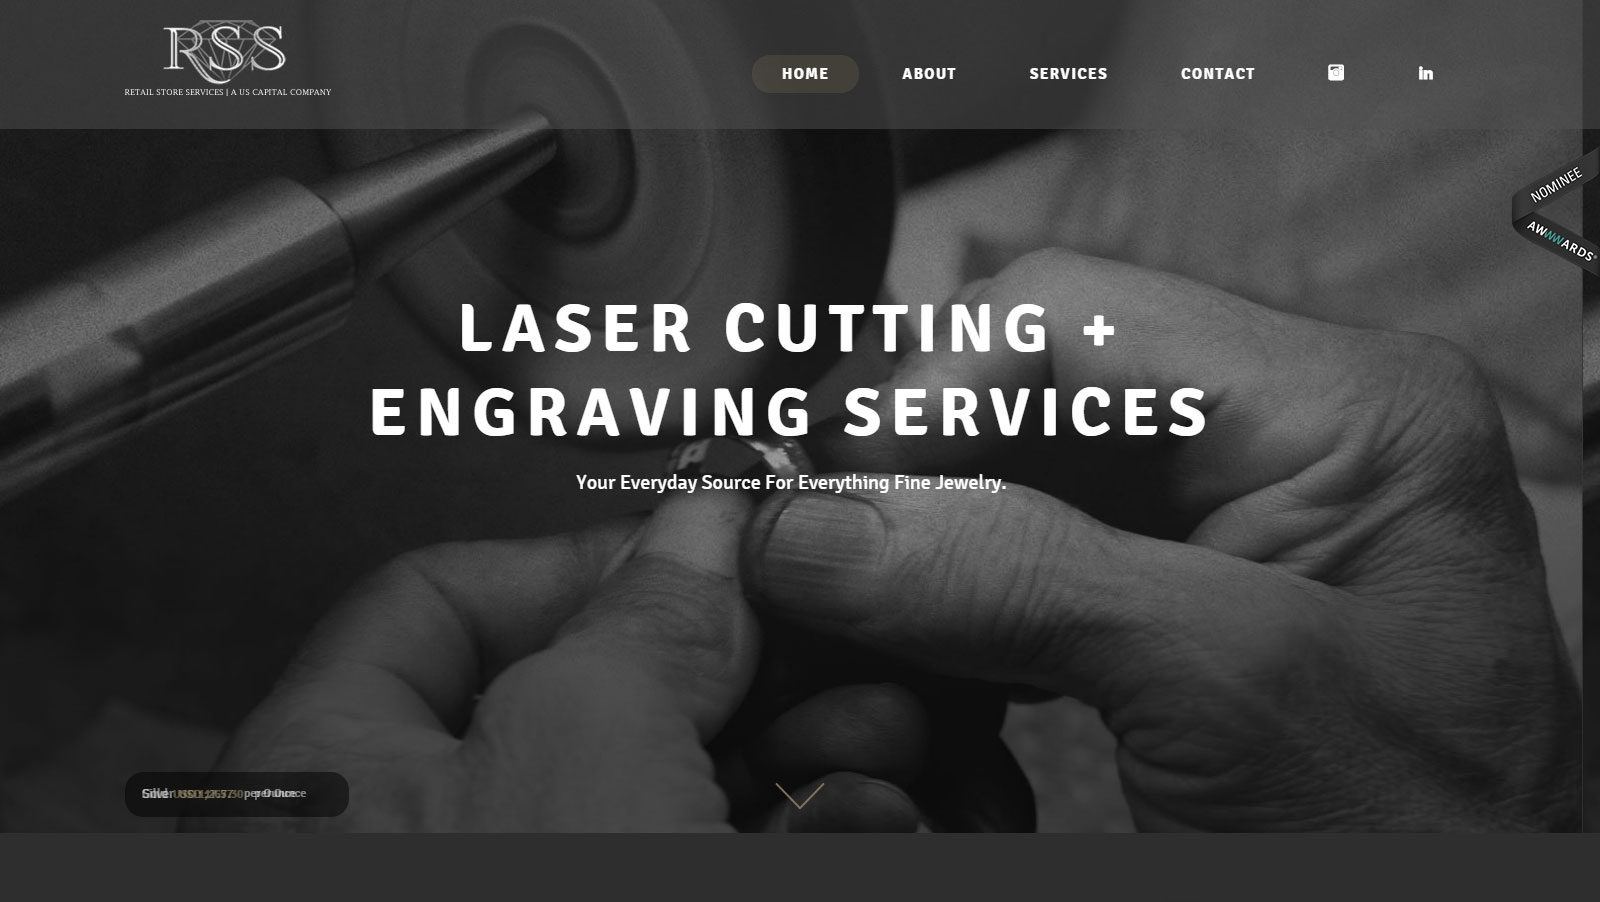 RSS
RETAIL STORE SERVICES | A US CAPITAL COMPANY
HOME
ABOUT
SERVICES
CONTACT
in
NOMINEE
AWWWARDS
LASER CUTTING +
ENGRAVING SERVICES
Your Everyday Source For Everything Fine Jewelry.